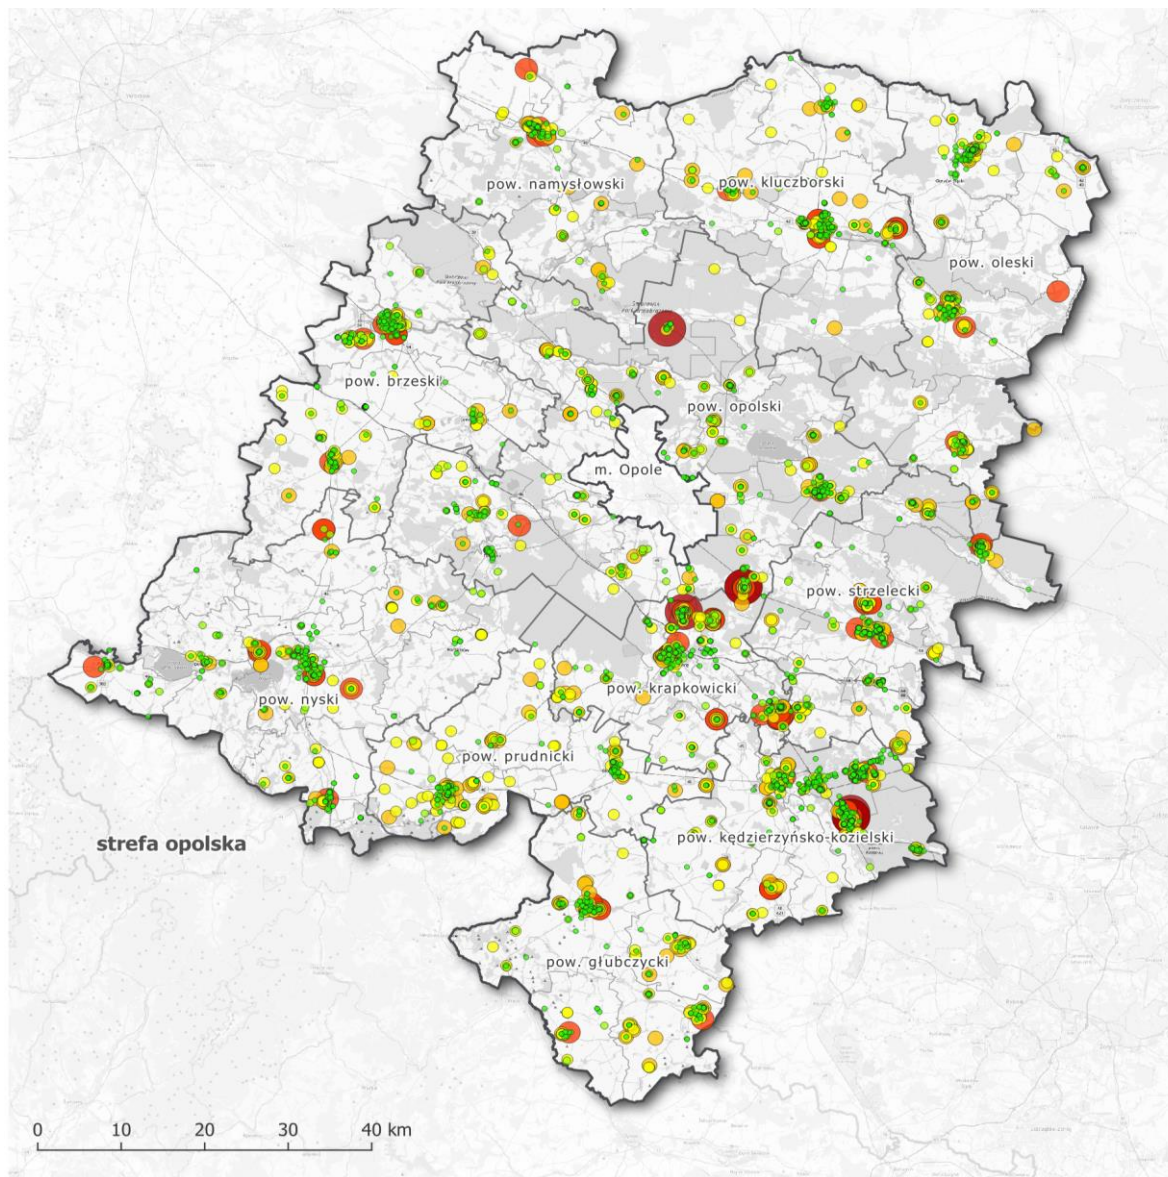 pow. namysłowski
pow. kluczborski
pow. oleski
pow. brzeski
pow. opolski
m. Opole
pow. strzelecki
pow. krapkowicki
pow. nyski
pow. prudnicki
pow. kędzierzyńsko-kozielski
strefa opolska
pow. głubczycki
0 10 20 30 40 km